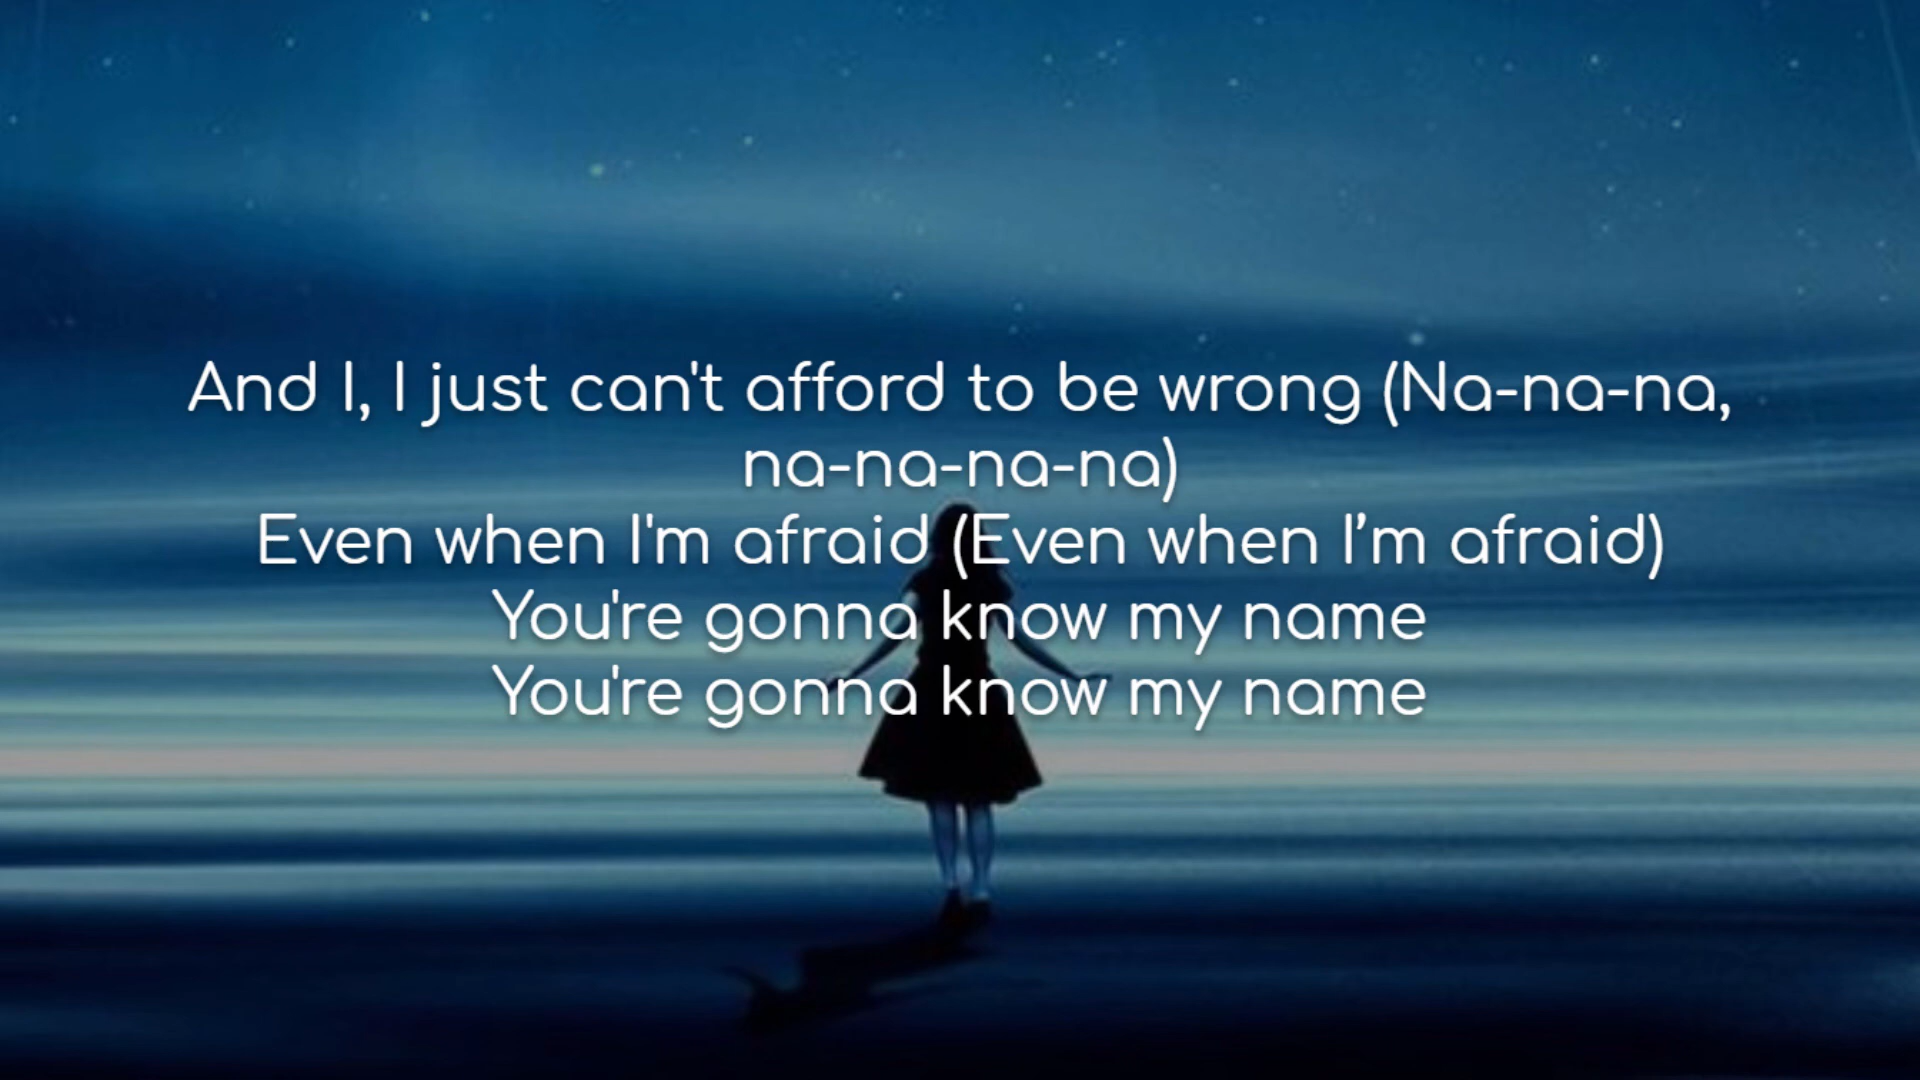 And I, I just can't afford to be wrong (Na-na-na,
na-na-na-na)
Even when I'm afraid (Even when I’m afraid)
You're gonna know my name
You're gonna know my name